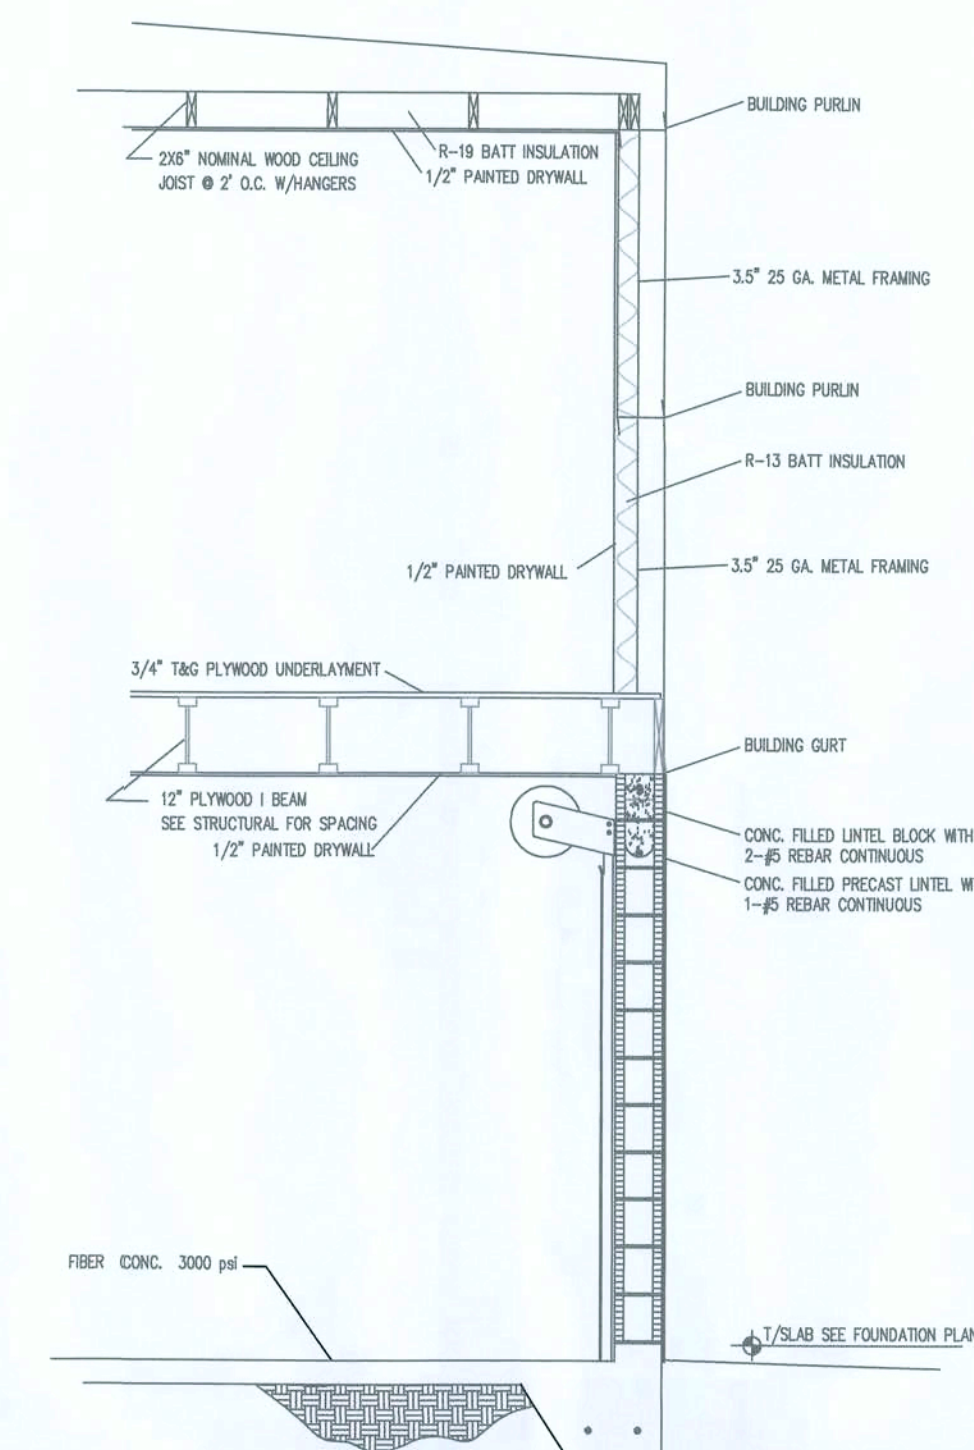 BUILDING PURLIN
R-19 BATT INSULATION
2X6" NOMINAL WOOD CEILING
JOIST @ 2' O.C. W/HANGERS
1/2" PAINTED DRYWALL
3.5" 25 GA. METAL FRAMING
BUILDING PURLIN
R-13 BATT INSULATION
1/2" PAINTED DRYWALL
3.5" 25 GA. METAL FRAMING
3/4" T&G PLYWOOD UNDERLAYMENT
BUILDING GURT
12" PLYWOOD I BEAM
SEE STRUCTURAL FOR SPACING
1/2" PAINTED DRYWALL
CONC. FILLED LINTEL BLOCK WITH
2-#5 REBAR CONTINUOUS
CONC. FILLED PRECAST LINTEL WI
1-#5 REBAR CONTINUOUS
FIBER (CONC. 3000 psi
T/SLAB SEE FOUNDATION PLAN